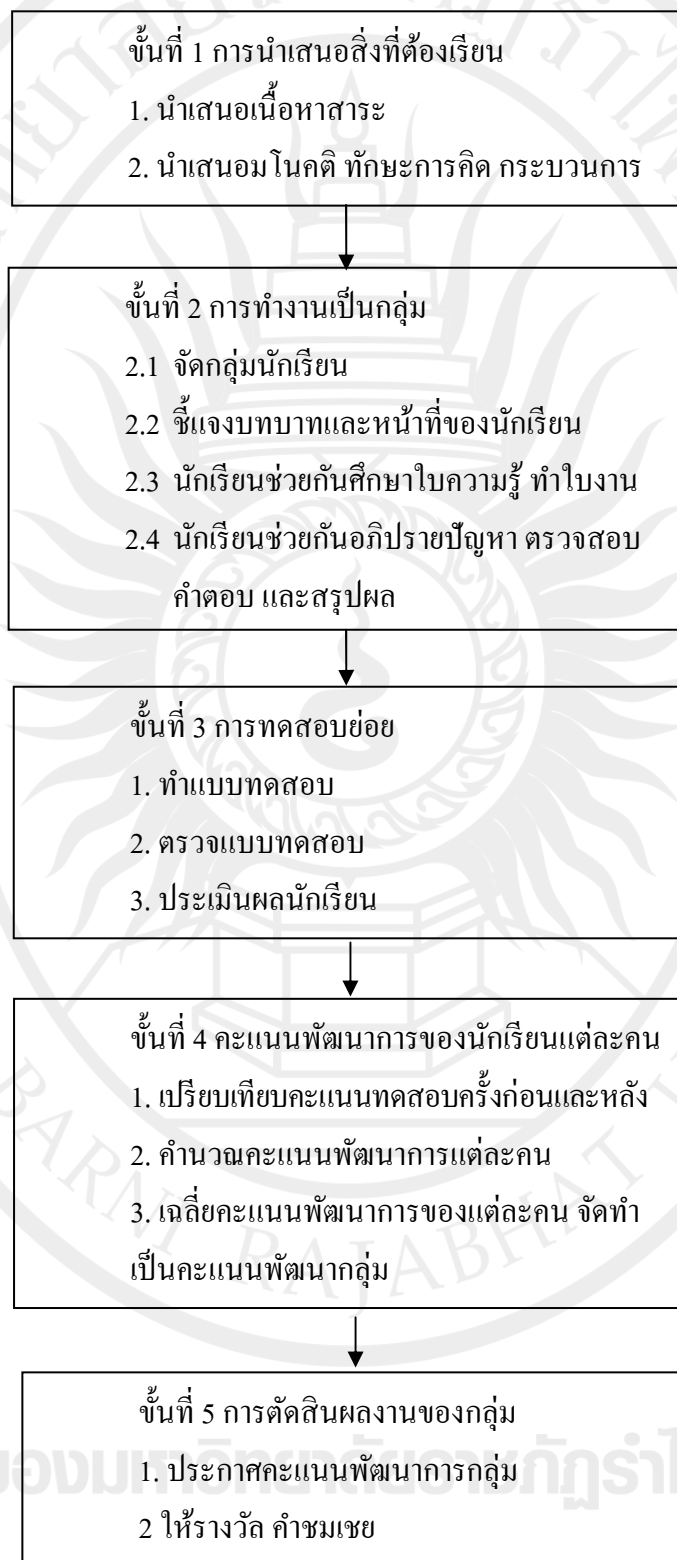 ขั้นที่ 1 การนำเสนอสิ่งที่ต้องเรียน
1. นำเสนอเนื้อหาสาระ
2. นำเสนอมโนคติ ทักษะการคิด กระบวนการ
ขั้นที่ 2 การทำงานเป็นกลุ่ม
2.1 จัดกลุ่มนักเรียน
2.2 ชี้แจงบทบาทและหน้าที่ของนักเรียน
2.3 นักเรียนช่วยกันศึกษาใบความรู้ ทำใบงาน
2.4 นักเรียนช่วยกันอภิปรายปัญหา ตรวจสอบ
คำตอบ และสรุปผล
ขั้นที่ 3 การทดสอบย่อย
1. ทำแบบทดสอบ
2. ตรวจแบบทดสอบ
3. ประเมินผลนักเรียน
ขั้นที่ 4 คะแนนพัฒนาการของนักเรียนแต่ละคน
1. เปรียบเทียบคะแนนทดสอบครั้งก่อนและหลัง
2. คำนวณคะแนนพัฒนาการแต่ละคน
3. เฉลี่ยคะแนนพัฒนาการของแต่ละคน จัดทำ
เป็นคะแนนพัฒนากลุ่ม
BARNI RAJABHAT
ขั้นที่ 5 การตัดสินผลงานของกลุ่ม
1. ประกาศคะแนนพัฒนาการกลุ่ม
2 ให้รางวัล คำชมเชย